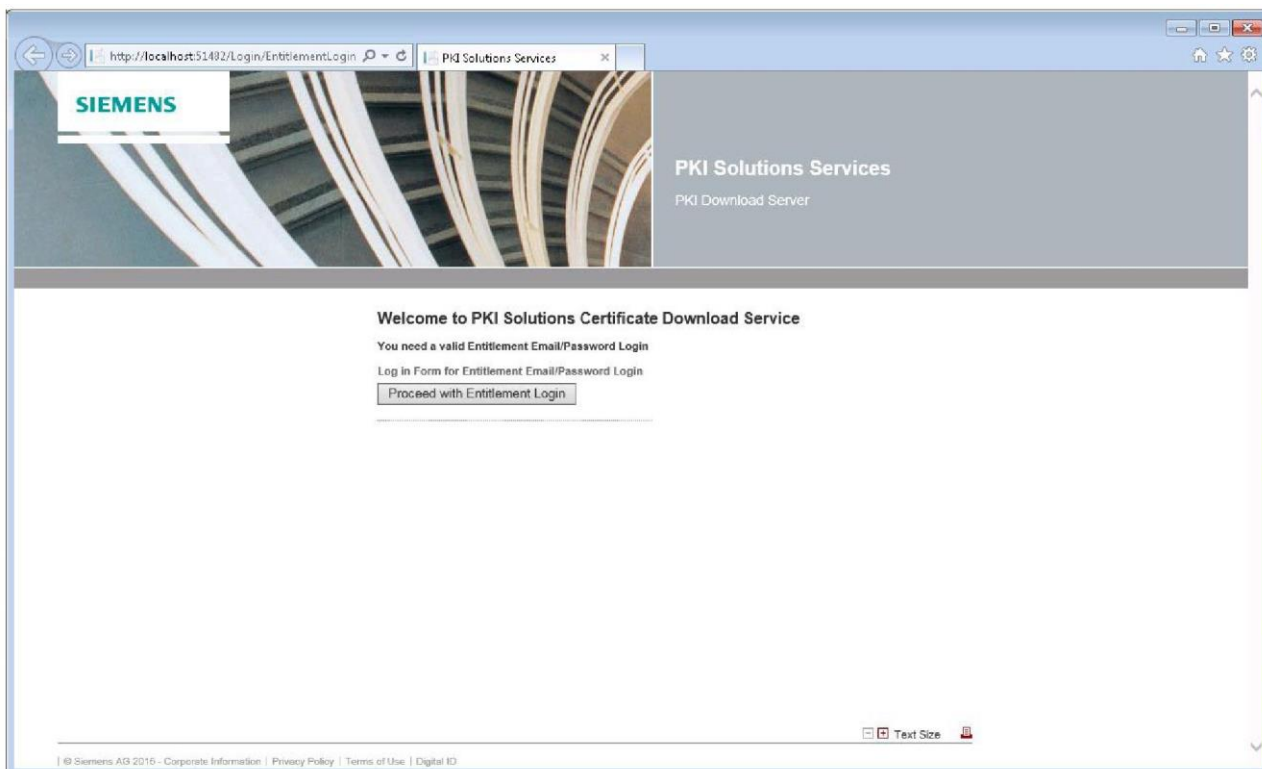 http://localhost:51482/Login/EntitlementLogin
PKI Solutions Services
SIEMENS
PKI Solutions Services
PKI Download Server
Welcome to PKI Solutions Certificate Download Service
You need a valid Entitlement Email/Password Login
Log in Form for Entitlement Email/Password Login
Proceed with Entitlement Login
Text Size
| © Siemens AG 2015 - Corporate Information | Privacy Policy | Terms of Use | Digital ID